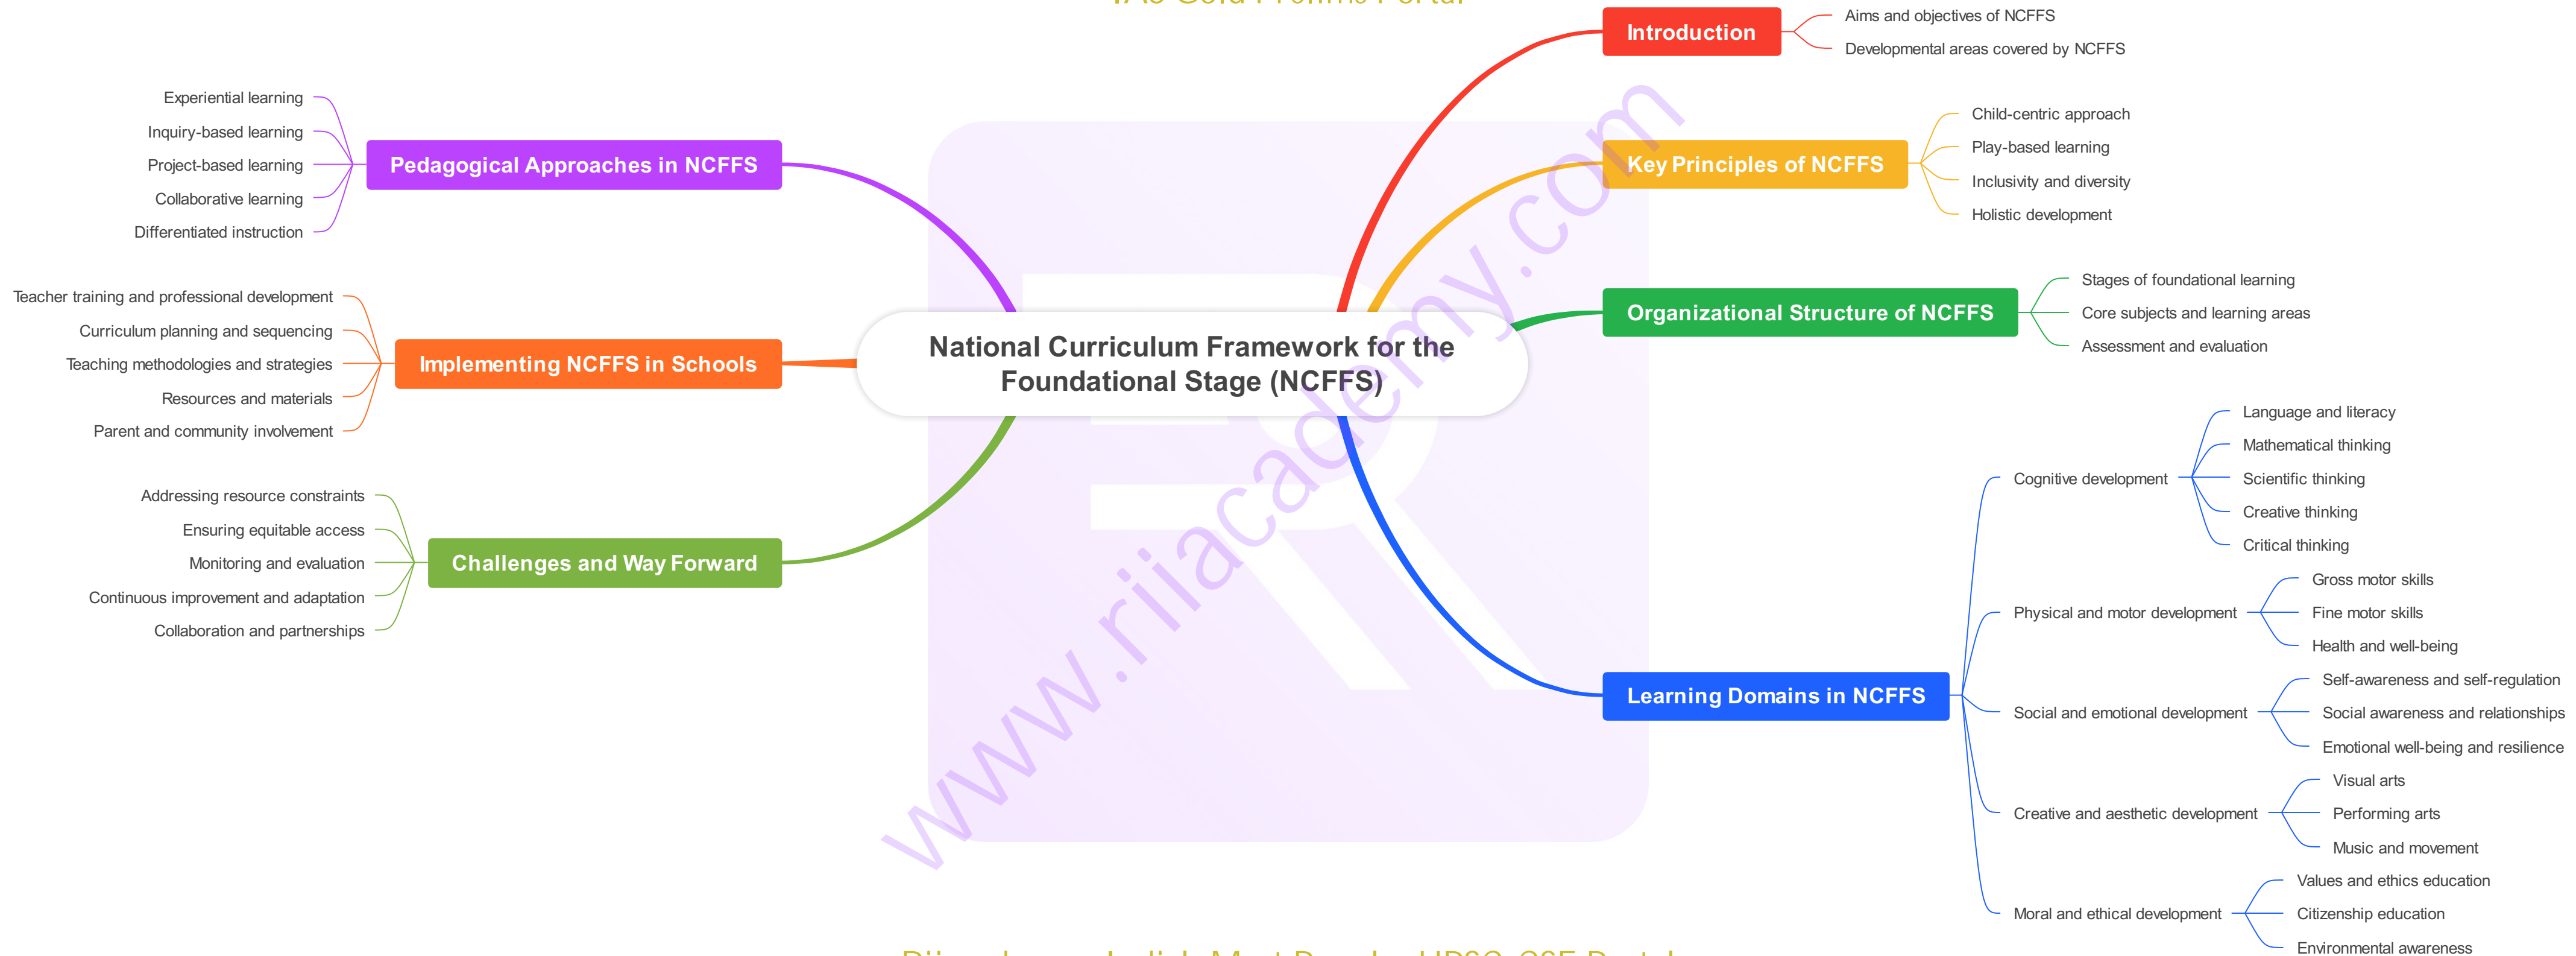 National Curriculum Framework for the
Foundational Stage (NCFFS)
Introduction
Aims and objectives of NCFFS
Developmental areas covered by NCFFS
Key Principles of NCFFS
Child-centric approach
Play-based learning
Inclusivity and diversity
Holistic development
Organizational Structure of NCFFS
Stages of foundational learning
Core subjects and learning areas
Assessment and evaluation
Learning Domains in NCFFS
Cognitive development
Language and literacy
Mathematical thinking
Scientific thinking
Creative thinking
Critical thinking
Physical and motor development
Gross motor skills
Fine motor skills
Health and well-being
Social and emotional development
Self-awareness and self-regulation
Social awareness and relationships
Emotional well-being and resilience
Creative and aesthetic development
Visual arts
Performing arts
Music and movement
Moral and ethical development
Values and ethics education
Citizenship education
Environmental awareness
Pedagogical Approaches in NCFFS
Experiential learning
Inquiry-based learning
Project-based learning
Collaborative learning
Differentiated instruction
Implementing NCFFS in Schools
Teacher training and professional development
Curriculum planning and sequencing
Teaching methodologies and strategies
Resources and materials
Parent and community involvement
Challenges and Way Forward
Addressing resource constraints
Ensuring equitable access
Monitoring and evaluation
Continuous improvement and adaptation
Collaboration and partnerships